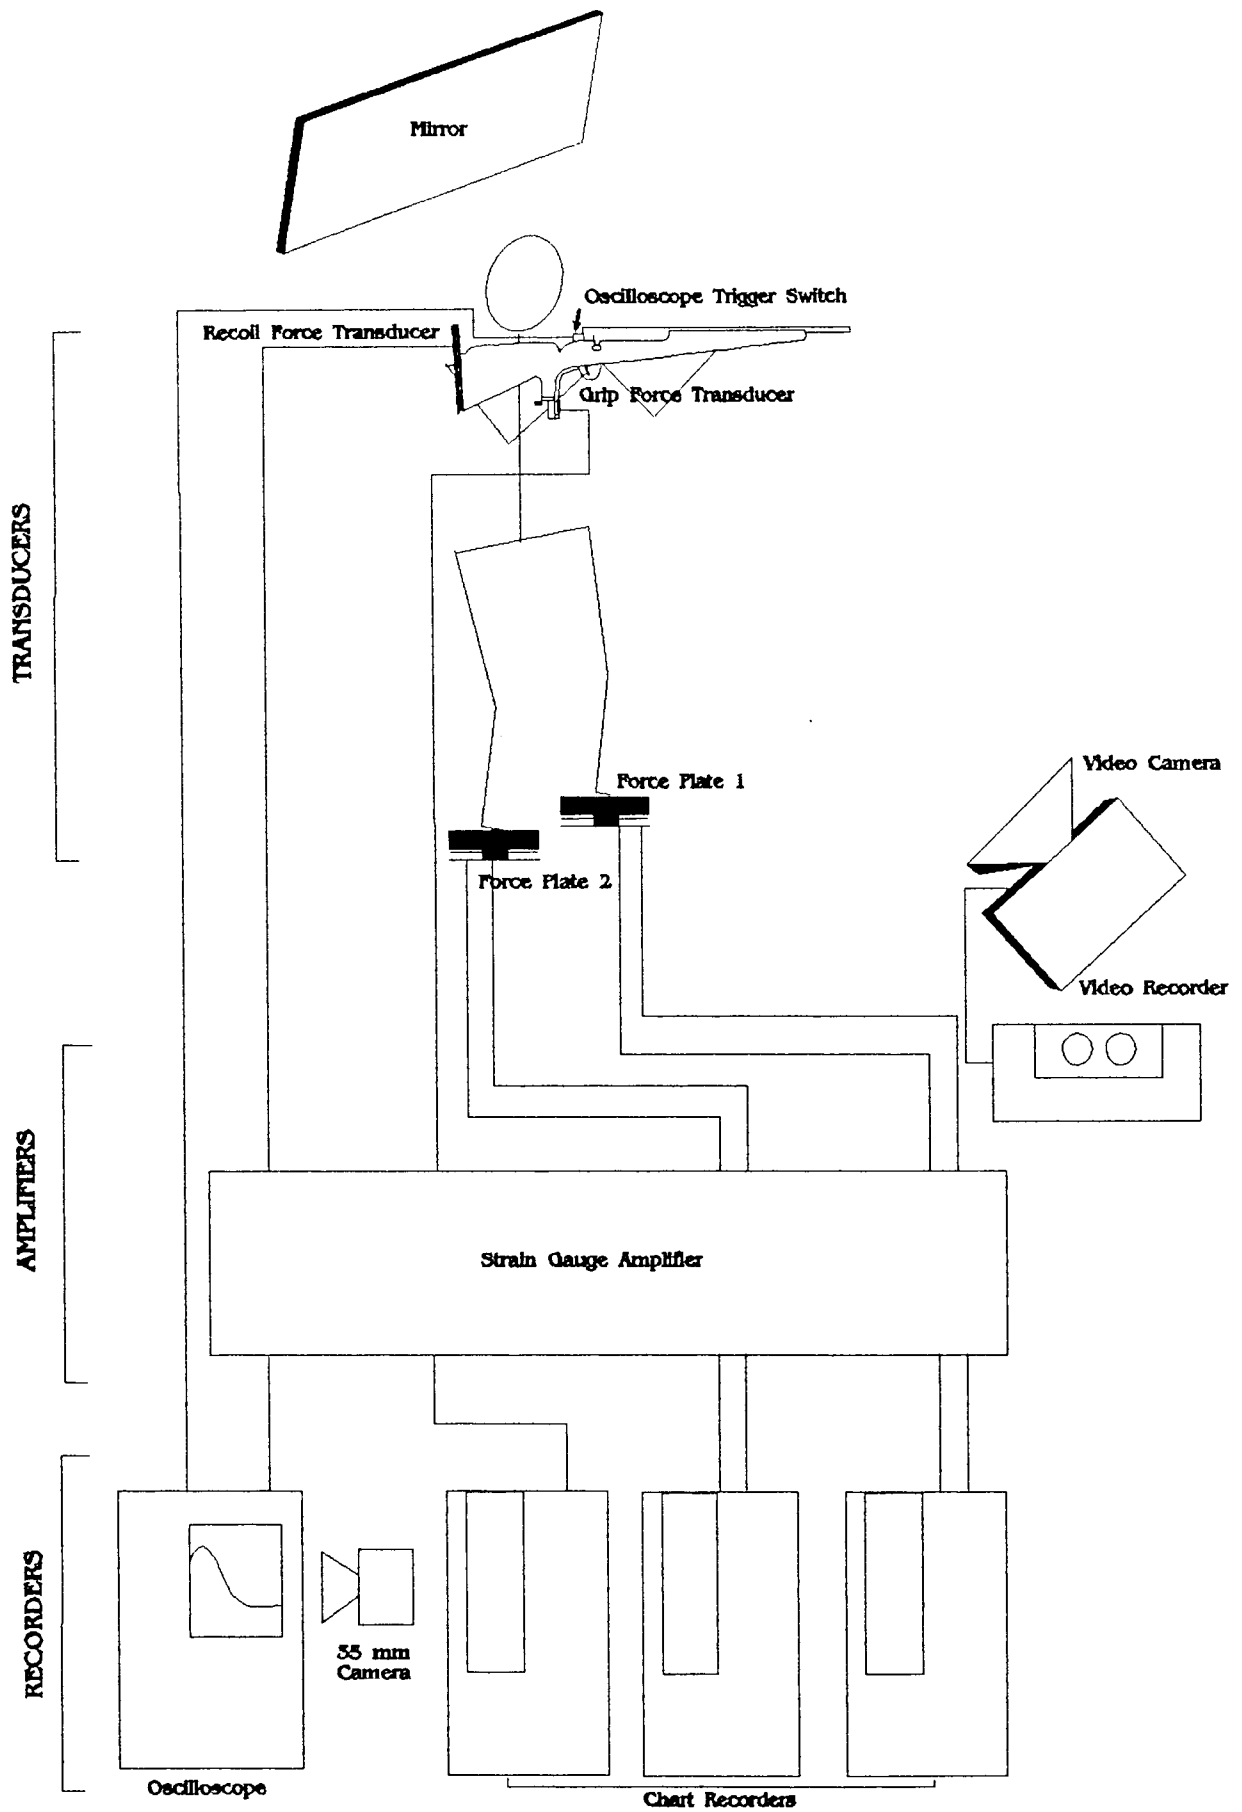 Mirror
Oscilloscope Trigger Switch
Recoil Force Transducer
Grip Force Transducer
TRANSDUCERS
Force Plate 1
Video Camera
Force Plate 2
Video Recorder
AMPLIFIERS
Strain Gauge Amplifier
RECORDERS
35 mm
Camera
Oscilloscope
Chart Recorders